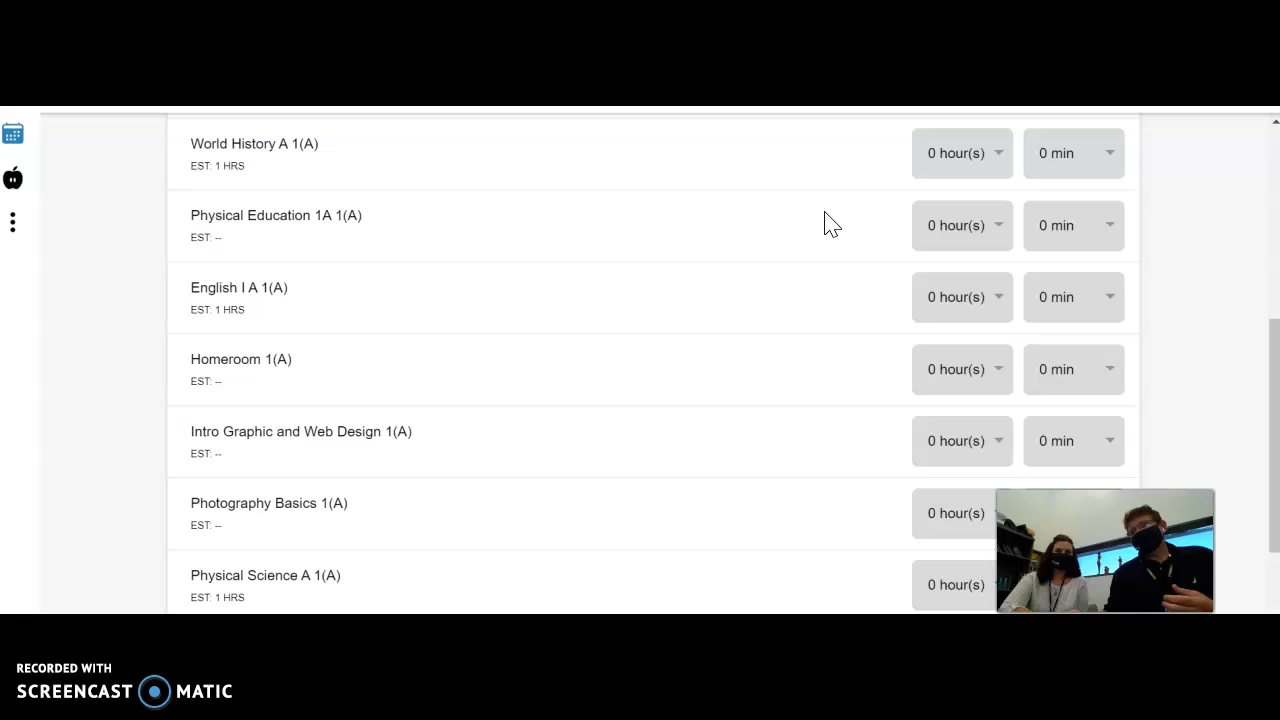 World History A 1(A)
EST: 1 HRS
0 hour(s)
0 min
Physical Education 1A 1(A)
EST: --
0 hour(s)
0 min
English I A 1(A)
EST: 1 HRS
0 hour(s)
0 min
Homeroom 1(A)
EST: --
0 hour(s)
0 min
Intro Graphic and Web Design 1(A)
EST: --
0 hour(s)
0 min
Photography Basics 1(A)
EST: --
0 hour(s)
Physical Science A 1(A)
EST: 1 HRS
0 hour(s)
RECORDED WITH
SCREENCAST MATIC